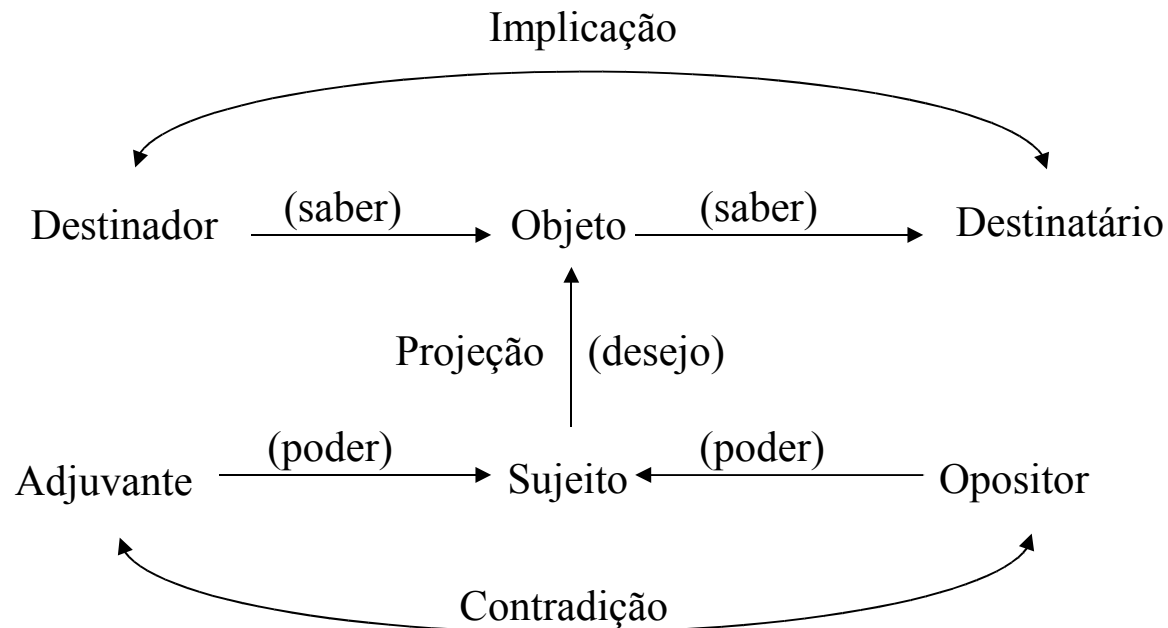 Implicação
Destinador (saber) Objeto (saber) Destinatário
Projeção (desejo)
Adjuvante (poder) Sujeito (poder) Opositor
Contradição